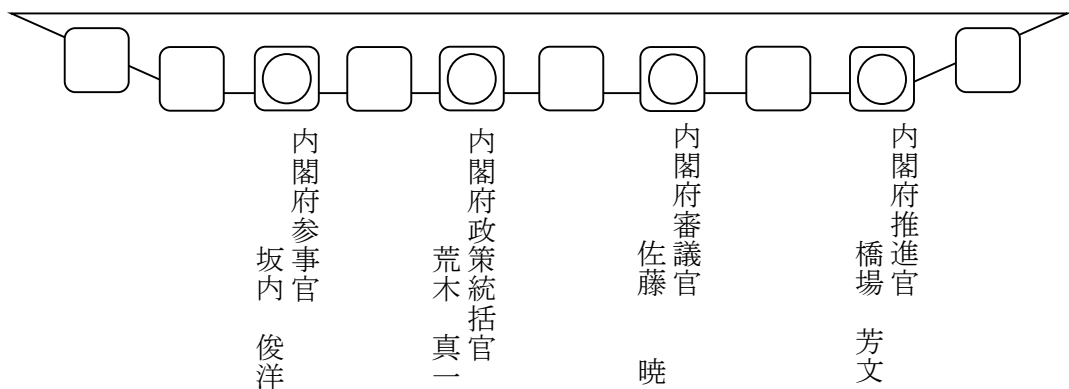 内閣府推進官
橋場 芳文
内閣府審議官
佐藤 暁
内閣府政策統括官
荒木 真一
内閣府参事官
坂内 俊洋